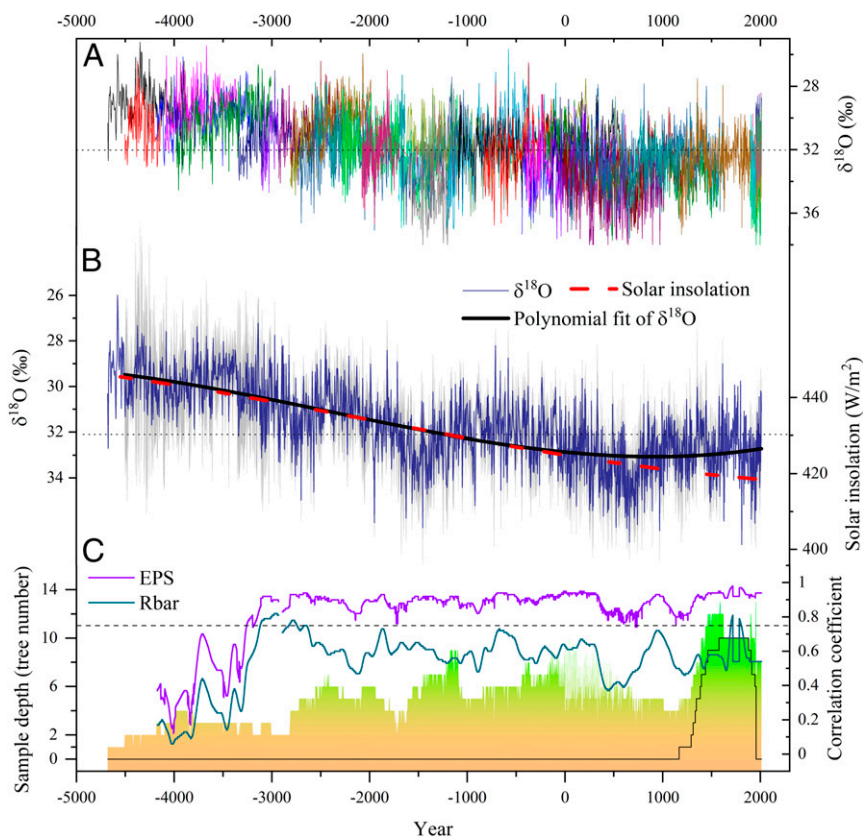 -5000 -4000 -3000 -2000 -1000 0 1000 2000
A
28
32
36
δ18O (‰)
B
26
28
30
32
34
δ18O (‰)
δ18O Solar insolation
Polynomial fit of δ18O
440
420
400
Solar insolation (W/m2)
C
EPS
Rbar
14
10
6
2
0
Sample depth (tree number)
1
0.8
0.6
0.4
0.2
0
Correlation coefficient
-5000 -4000 -3000 -2000 -1000 0 1000 2000
Year